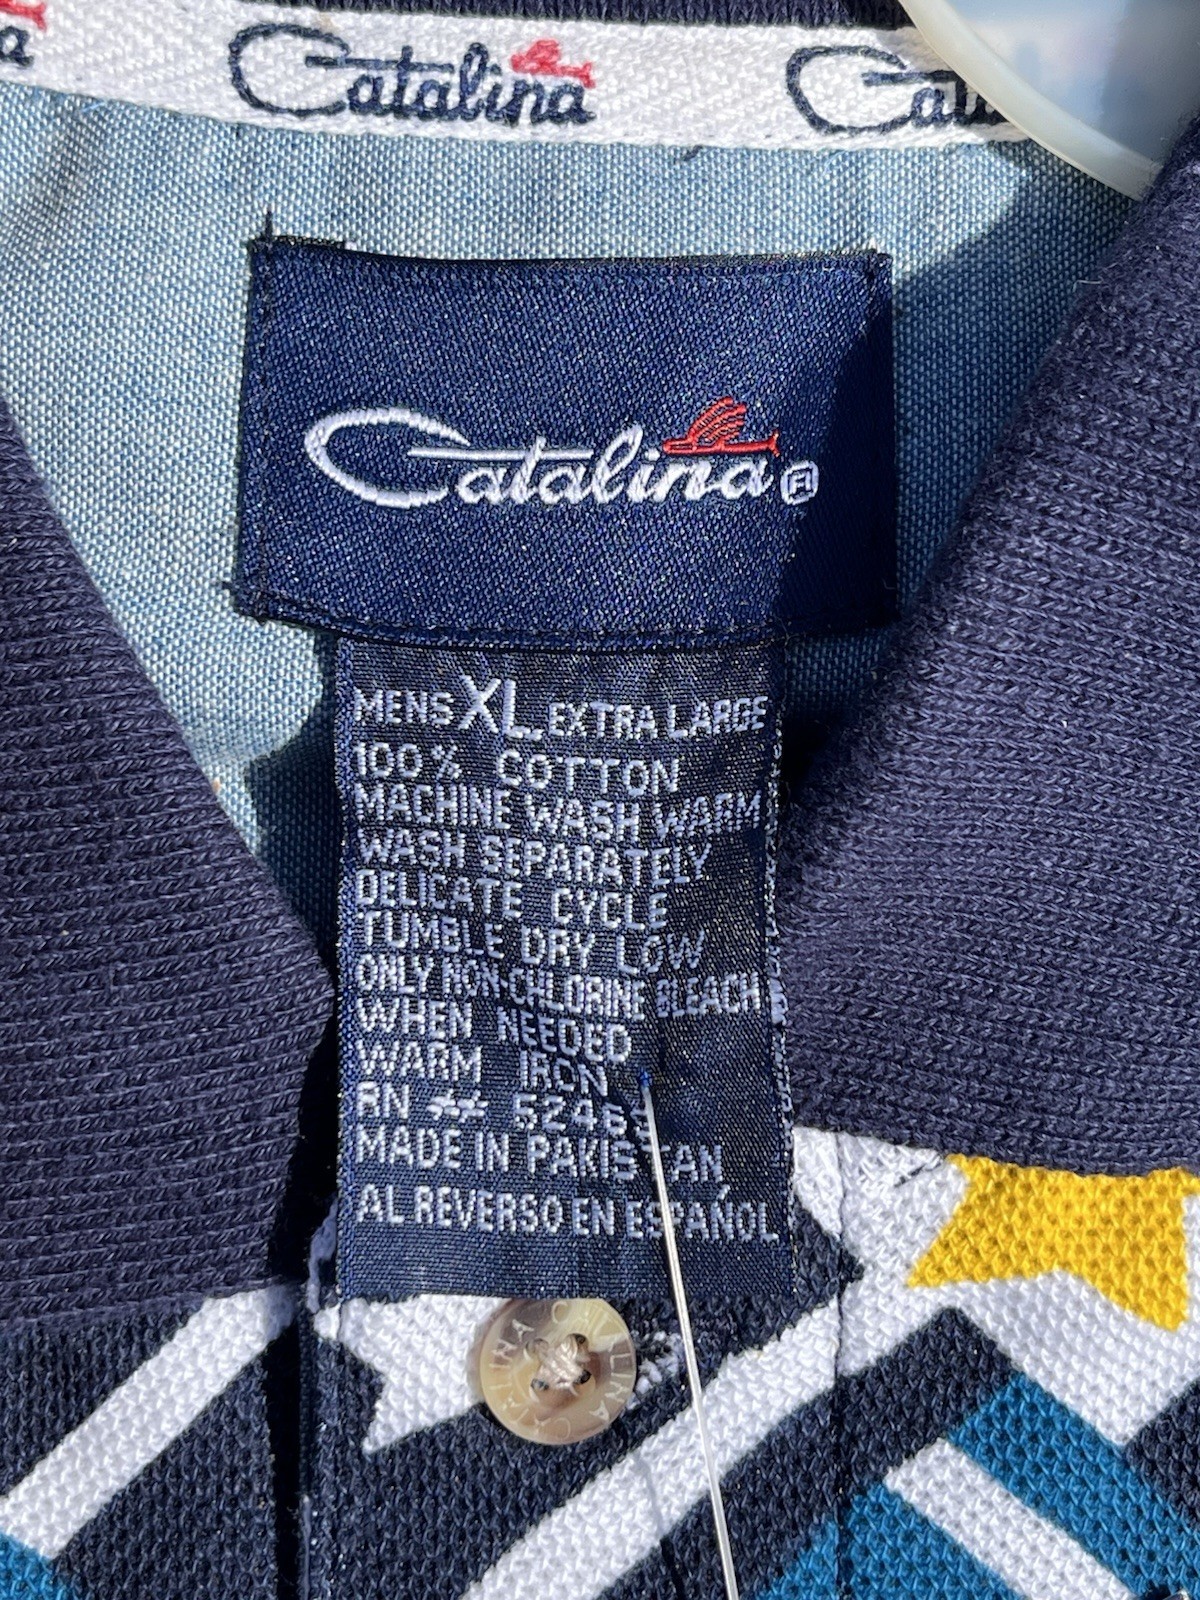 Catalina
Catalina®
MENS XL EXTRA LARGE
100% COTTON
MACHINE WASH WARM
WASH SEPARATELY
DELICATE CYCLE
TUMBLE DRY LOW
ONLY NON-CHLORINE BLEACH
WHEN NEEDED
WARM IRON
RN ##
MADE IN PAKISTAN
AL REVERSO EN ESPAÑOL
CATALINA CATALINA